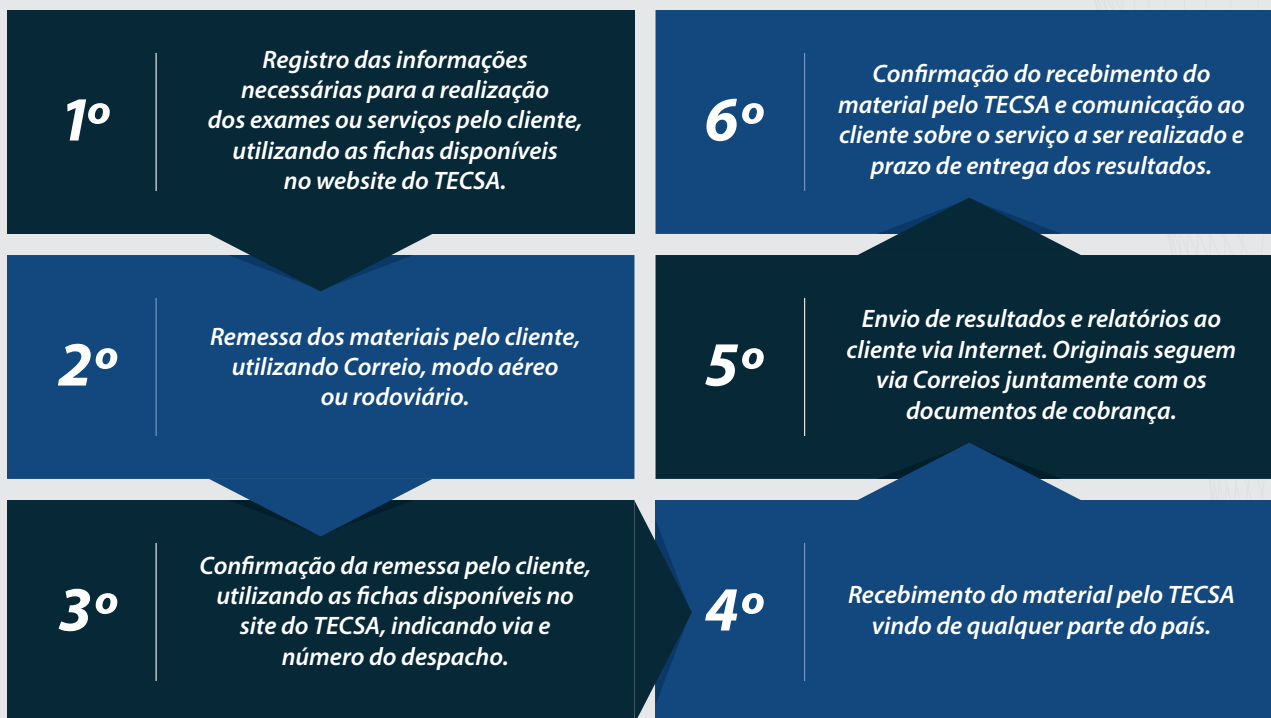 1º
Registro das informações
necessárias para a realização
dos exames ou serviços pelo cliente,
utilizando as fichas disponíveis
no website do TECSA.
2º
Remessa dos materiais pelo cliente,
utilizando Correio, modo aéreo
ou rodoviário.
3º
Confirmação da remessa pelo cliente,
utilizando as fichas disponíveis no
site do TECSA, indicando via e
número do despacho.
4º
Recebimento do material pelo TECSA
vindo de qualquer parte do país.
5º
Envio de resultados e relatórios ao
cliente via Internet. Originais seguem
via Correios juntamente com os
documentos de cobrança.
6º
Confirmação do recebimento do
material pelo TECSA e comunicação ao
cliente sobre o serviço a ser realizado e
prazo de entrega dos resultados.